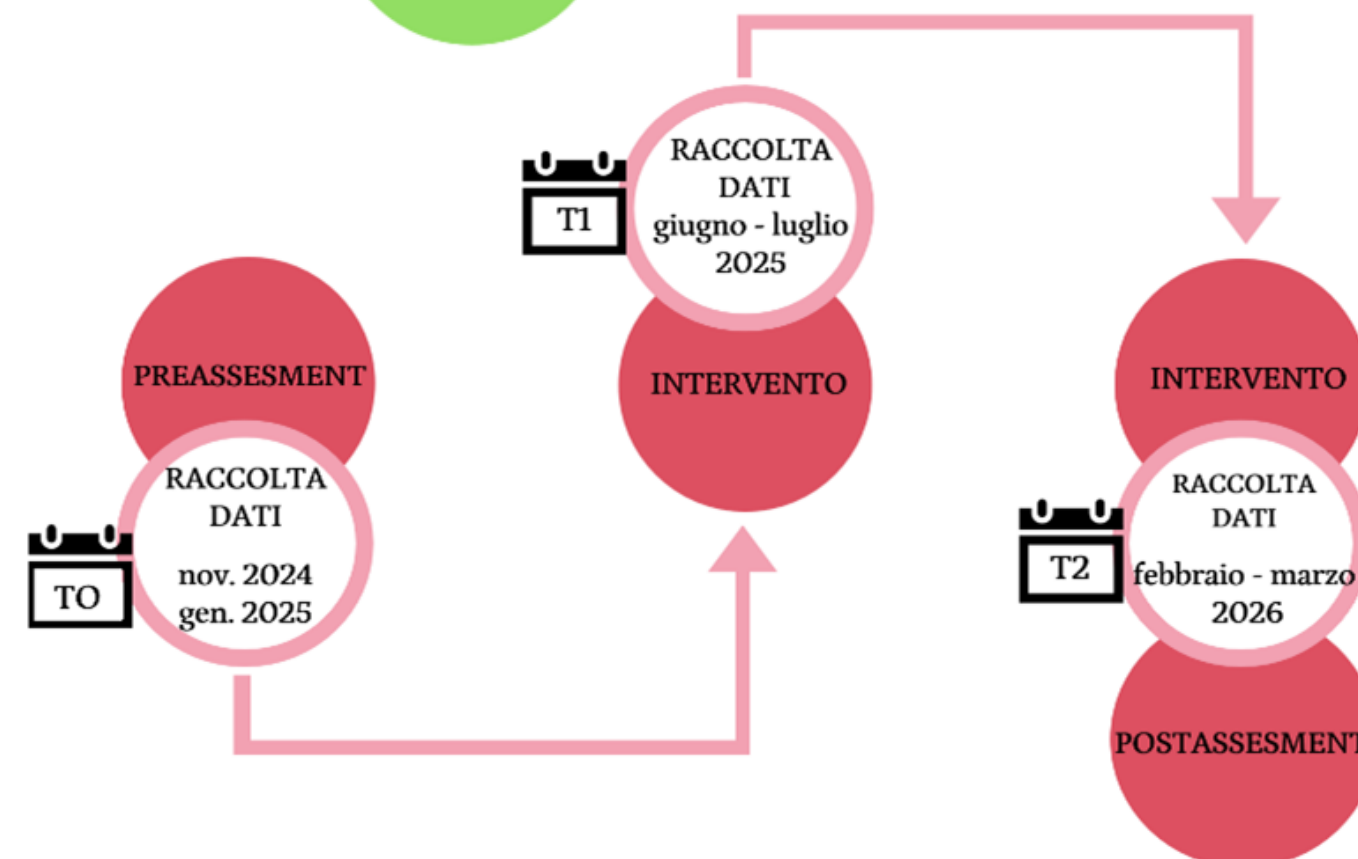 PREASSESMENT
RACCOLTA
DATI
nov. 2024
gen. 2025
TO
RACCOLTA
DATI
giugno - luglio
2025
T1
INTERVENTO
INTERVENTO
RACCOLTA
DATI
febbraio - marzo
2026
T2
POSTASSESMENT